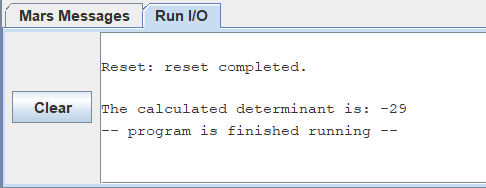 Mars Messages Run I/O
Reset: reset completed.
Clear
The calculated determinant is: -29
-- program is finished running --